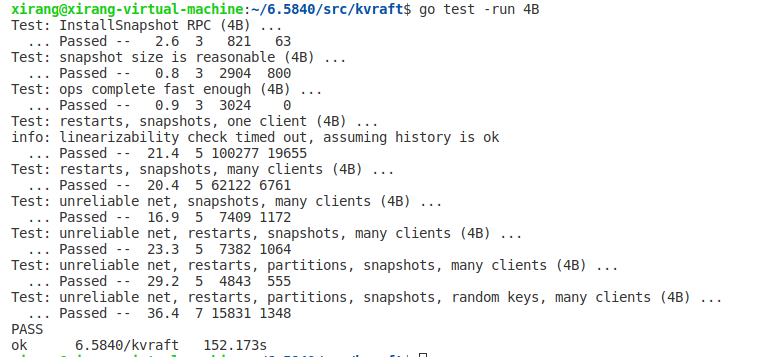 xirang@xirang-virtual-machine:~/6.5840/src/kvraft$ go test -run 4B
Test: InstallSnapshot RPC (4B) ...
  ... Passed --   2.6  3   821   63
Test: snapshot size is reasonable (4B) ...
  ... Passed --   0.8  3  2904  800
Test: ops complete fast enough (4B) ...
  ... Passed --   0.9  3  3024    0
Test: restarts, snapshots, one client (4B) ...
info: linearizability check timed out, assuming history is ok
  ... Passed --  21.4  5 100277 19655
Test: restarts, snapshots, many clients (4B) ...
  ... Passed --  20.4  5 62122 6761
Test: unreliable net, snapshots, many clients (4B) ...
  ... Passed --  16.9  5  7409 1172
Test: unreliable net, restarts, snapshots, many clients (4B) ...
  ... Passed --  23.3  5  7382 1064
Test: unreliable net, restarts, partitions, snapshots, many clients (4B) ...
  ... Passed --  29.2  5  4843  555
Test: unreliable net, restarts, partitions, snapshots, random keys, many clients (4B) ...
  ... Passed --  36.4  7 15831 1348
PASS
ok      6.5840/kvraft   152.173s